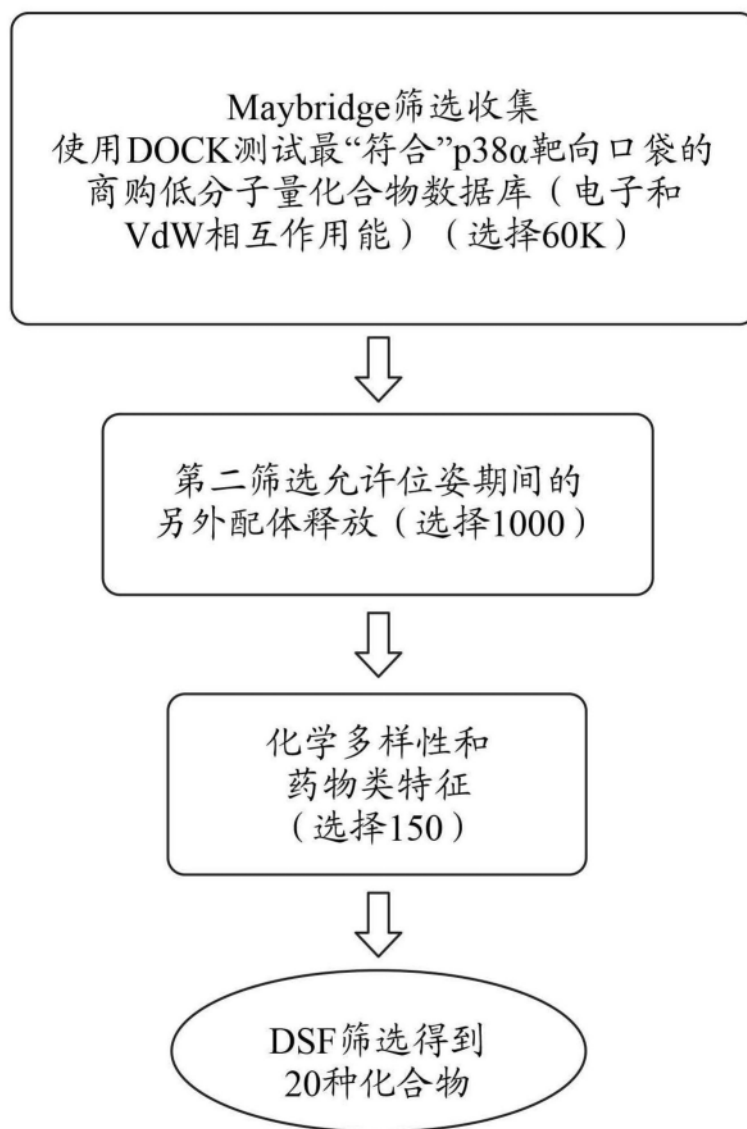 Maybridge筛选收集
使用DOCK测试最“符合”p38α靶向口袋的
商购低分子量化合物数据库（电子和
VdW相互作用能）（选择60K）
第二筛选允许位姿期间的
另外配体释放（选择1000）
化学多样性和
药物类特征
（选择150）
DSF筛选得到
20种化合物